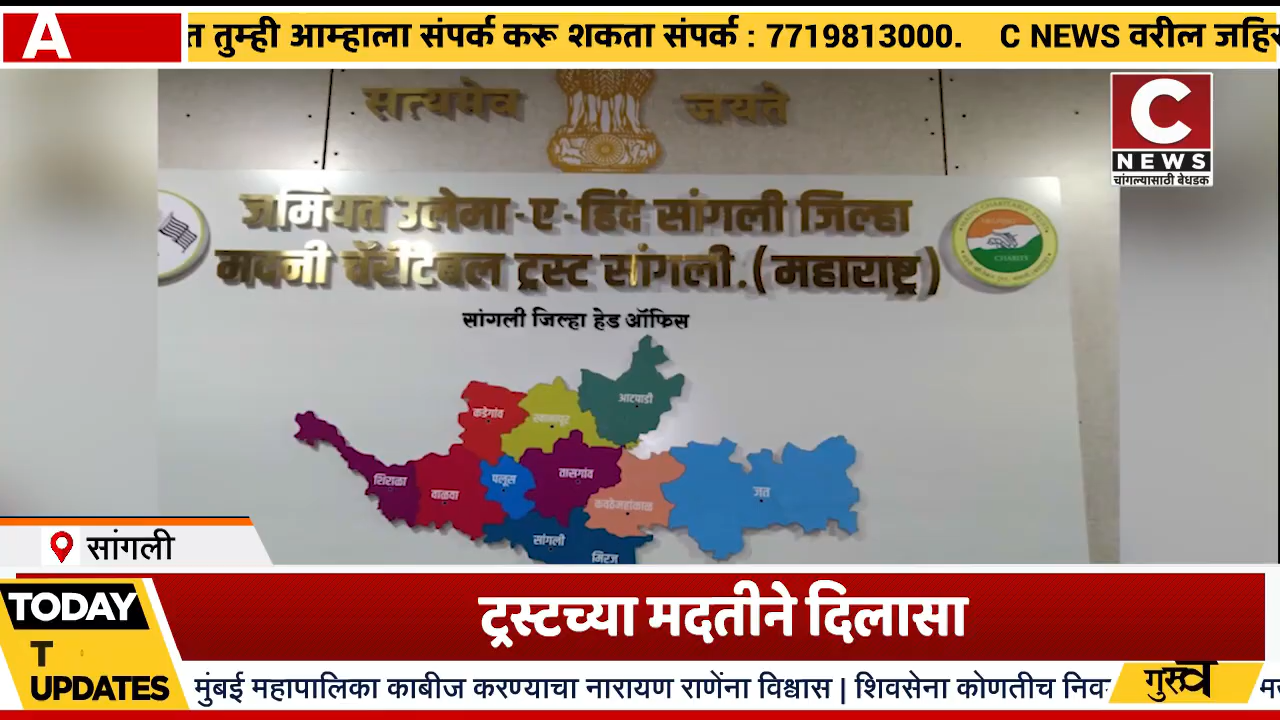 A
त तुम्ही आम्हाला संपर्क करू शकता संपर्क : 7719813000. C NEWS वरील जहिर
C
NEWS
चांगल्यासाठी बेधडक
सत्यमेव जयते
जमियत उलेमा-ए-हिंद सांगली जिल्हा
मदनी चॅरीटेबल ट्रस्ट सांगली.(महाराष्ट्र)
CHARITY
सांगली जिल्हा हेड ऑफिस
आटपाडी
कडेगांव
खानापूर
शिराळा
वाळवा
पलूस
तासगांव
कवठेमहांकाळ
जत
सांगली
मिरज
सांगली
ट्रस्टच्या मदतीने दिलासा
TODAY
T
UPDATES
मुंबई महापालिका काबीज करण्याचा नारायण राणेंना विश्वास | शिवसेना कोणतीच निव